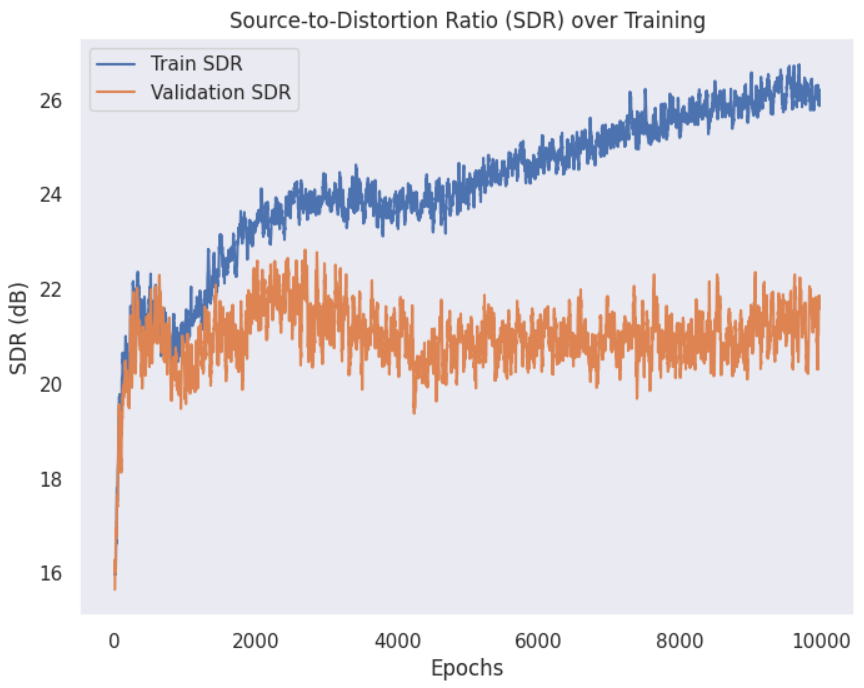 Source-to-Distortion Ratio (SDR) over Training
Train SDR
Validation SDR
SDR (dB)
26
24
22
20
18
16
0 2000 4000 6000 8000 10000
Epochs